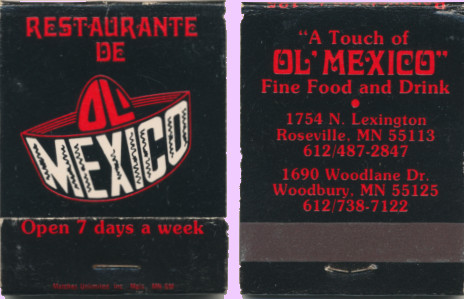 RESTAURANTE
DE
OL'
MEXICO
Open 7 days a week
"A Touch of
OL' MEXICO"
Fine Food and Drink
1754 N. Lexington
Roseville, MN 55113
612/487-2847
1690 Woodlane Dr.
Woodbury, MN 55125
612/738-7122